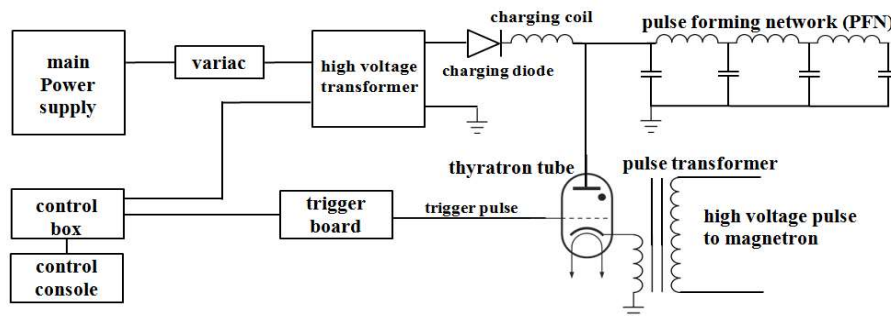 charging coil
pulse forming network (PFN)
main
Power
supply
variac
high voltage
transformer
charging diode
thyratron tube
pulse transformer
control
box
trigger
board
trigger pulse
high voltage pulse
to magnetron
control
console